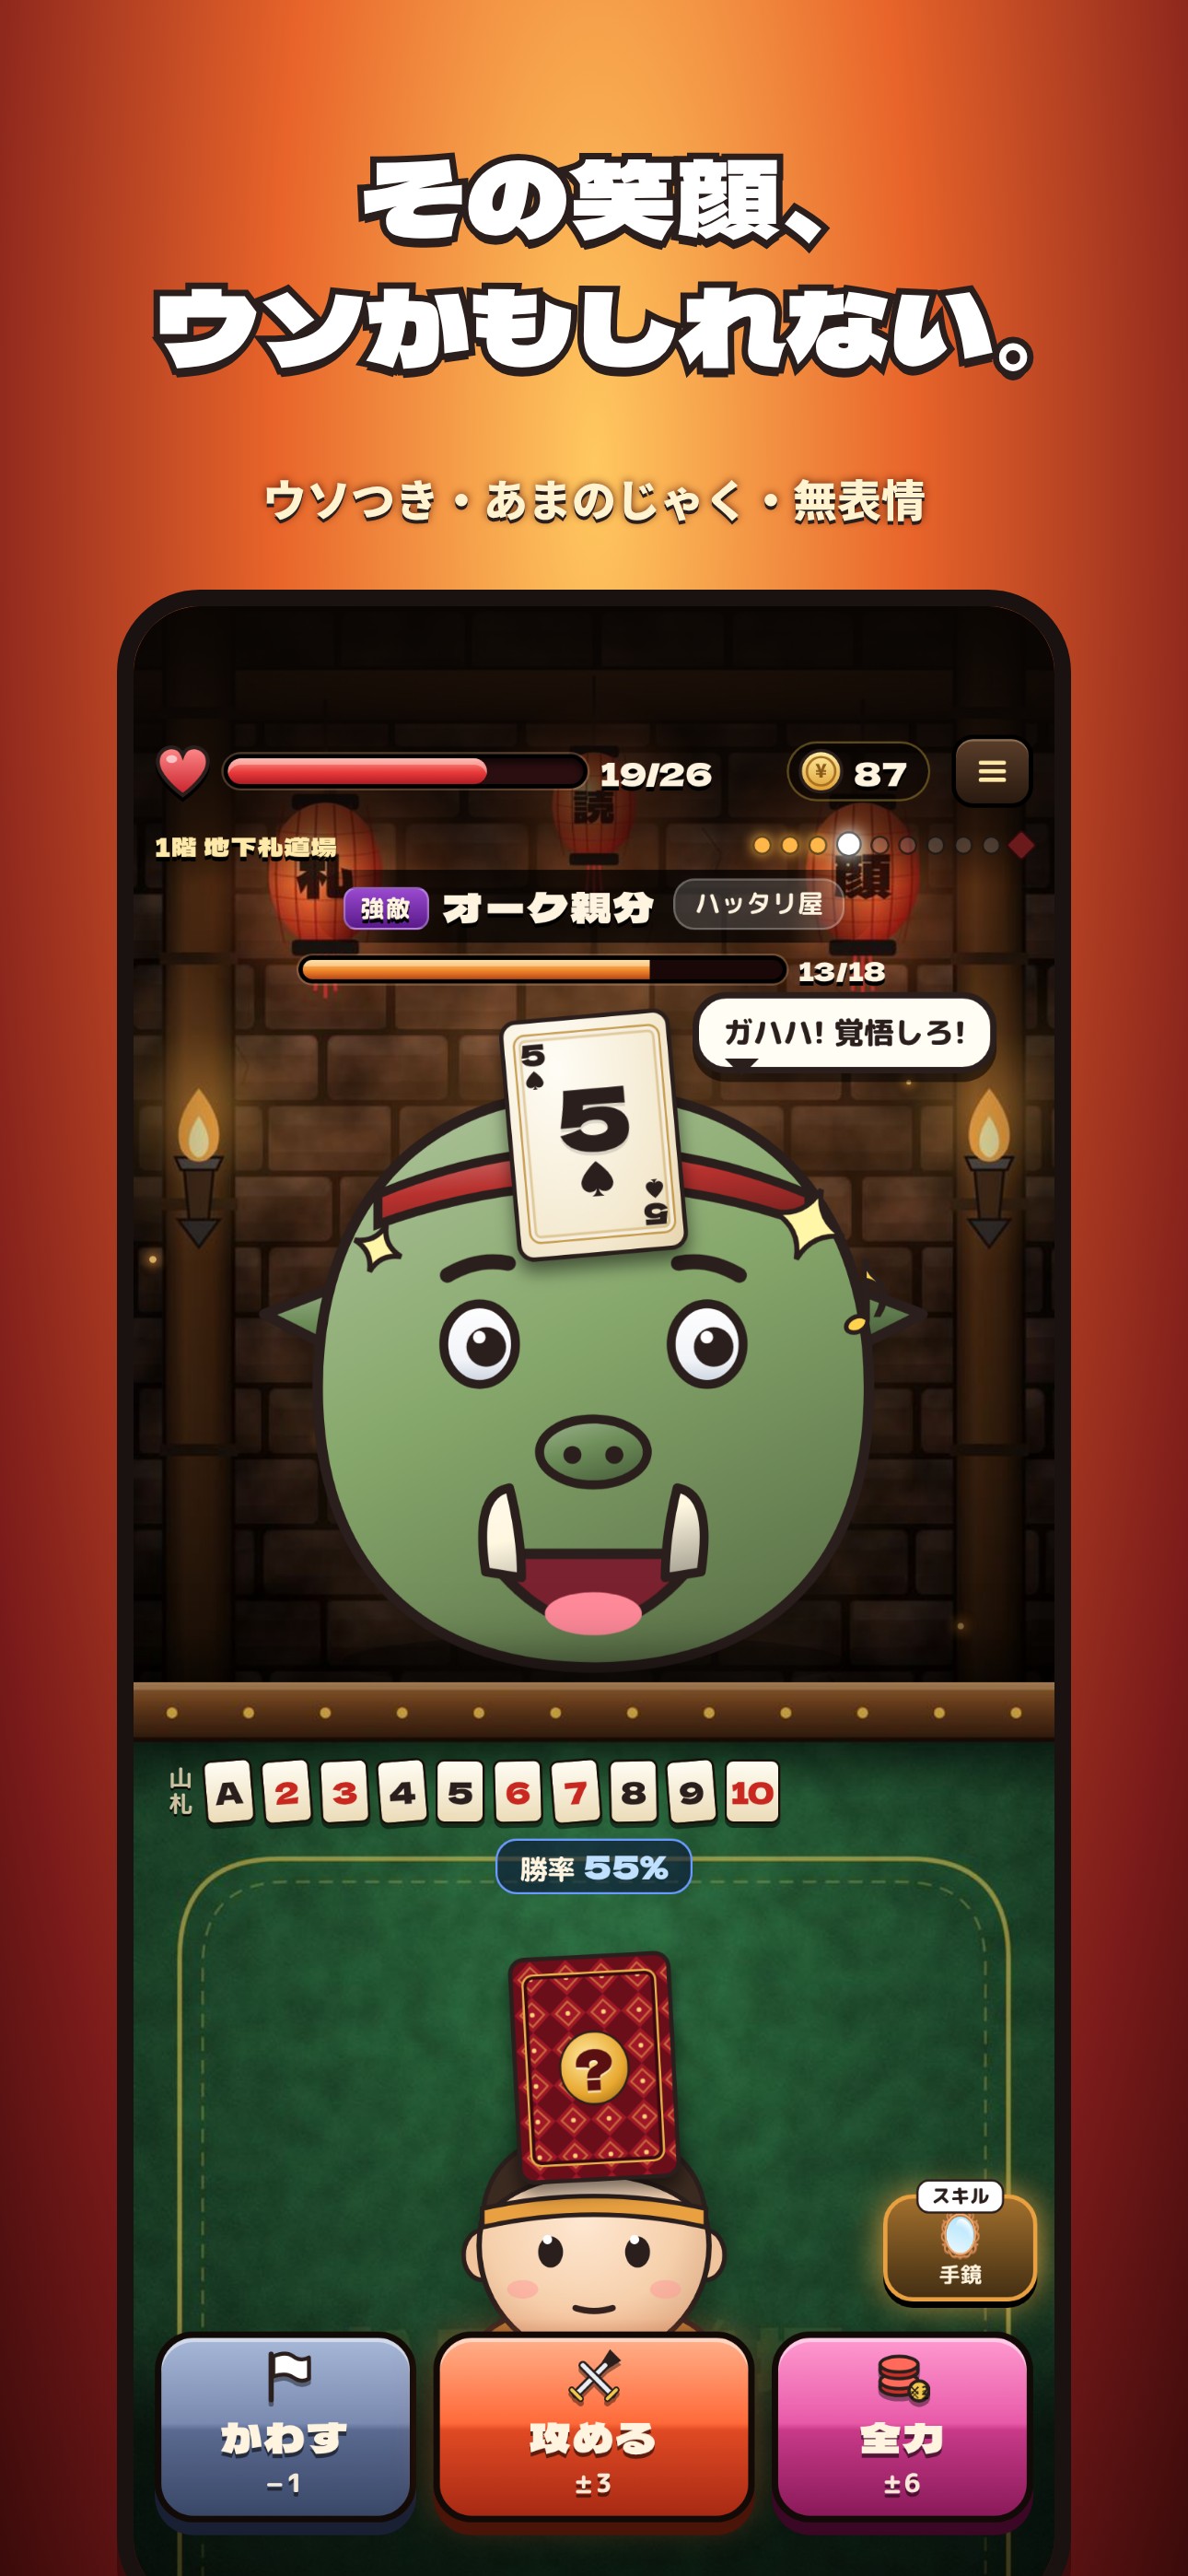 その笑顔、
ウソかもしれない。
ウソつき・あまのじゃく・無表情
19/26
¥ 87
1階 地下札道場
札
読
顔
強敵 オーク親分 ハッタリ屋
13/18
ガハハ! 覚悟しろ!
5
5
5
山札 A 2 3 4 5 6 7 8 9 10
勝率 55%
?
スキル
手鏡
かわす
−1
攻める
±3
¥
全力
±6